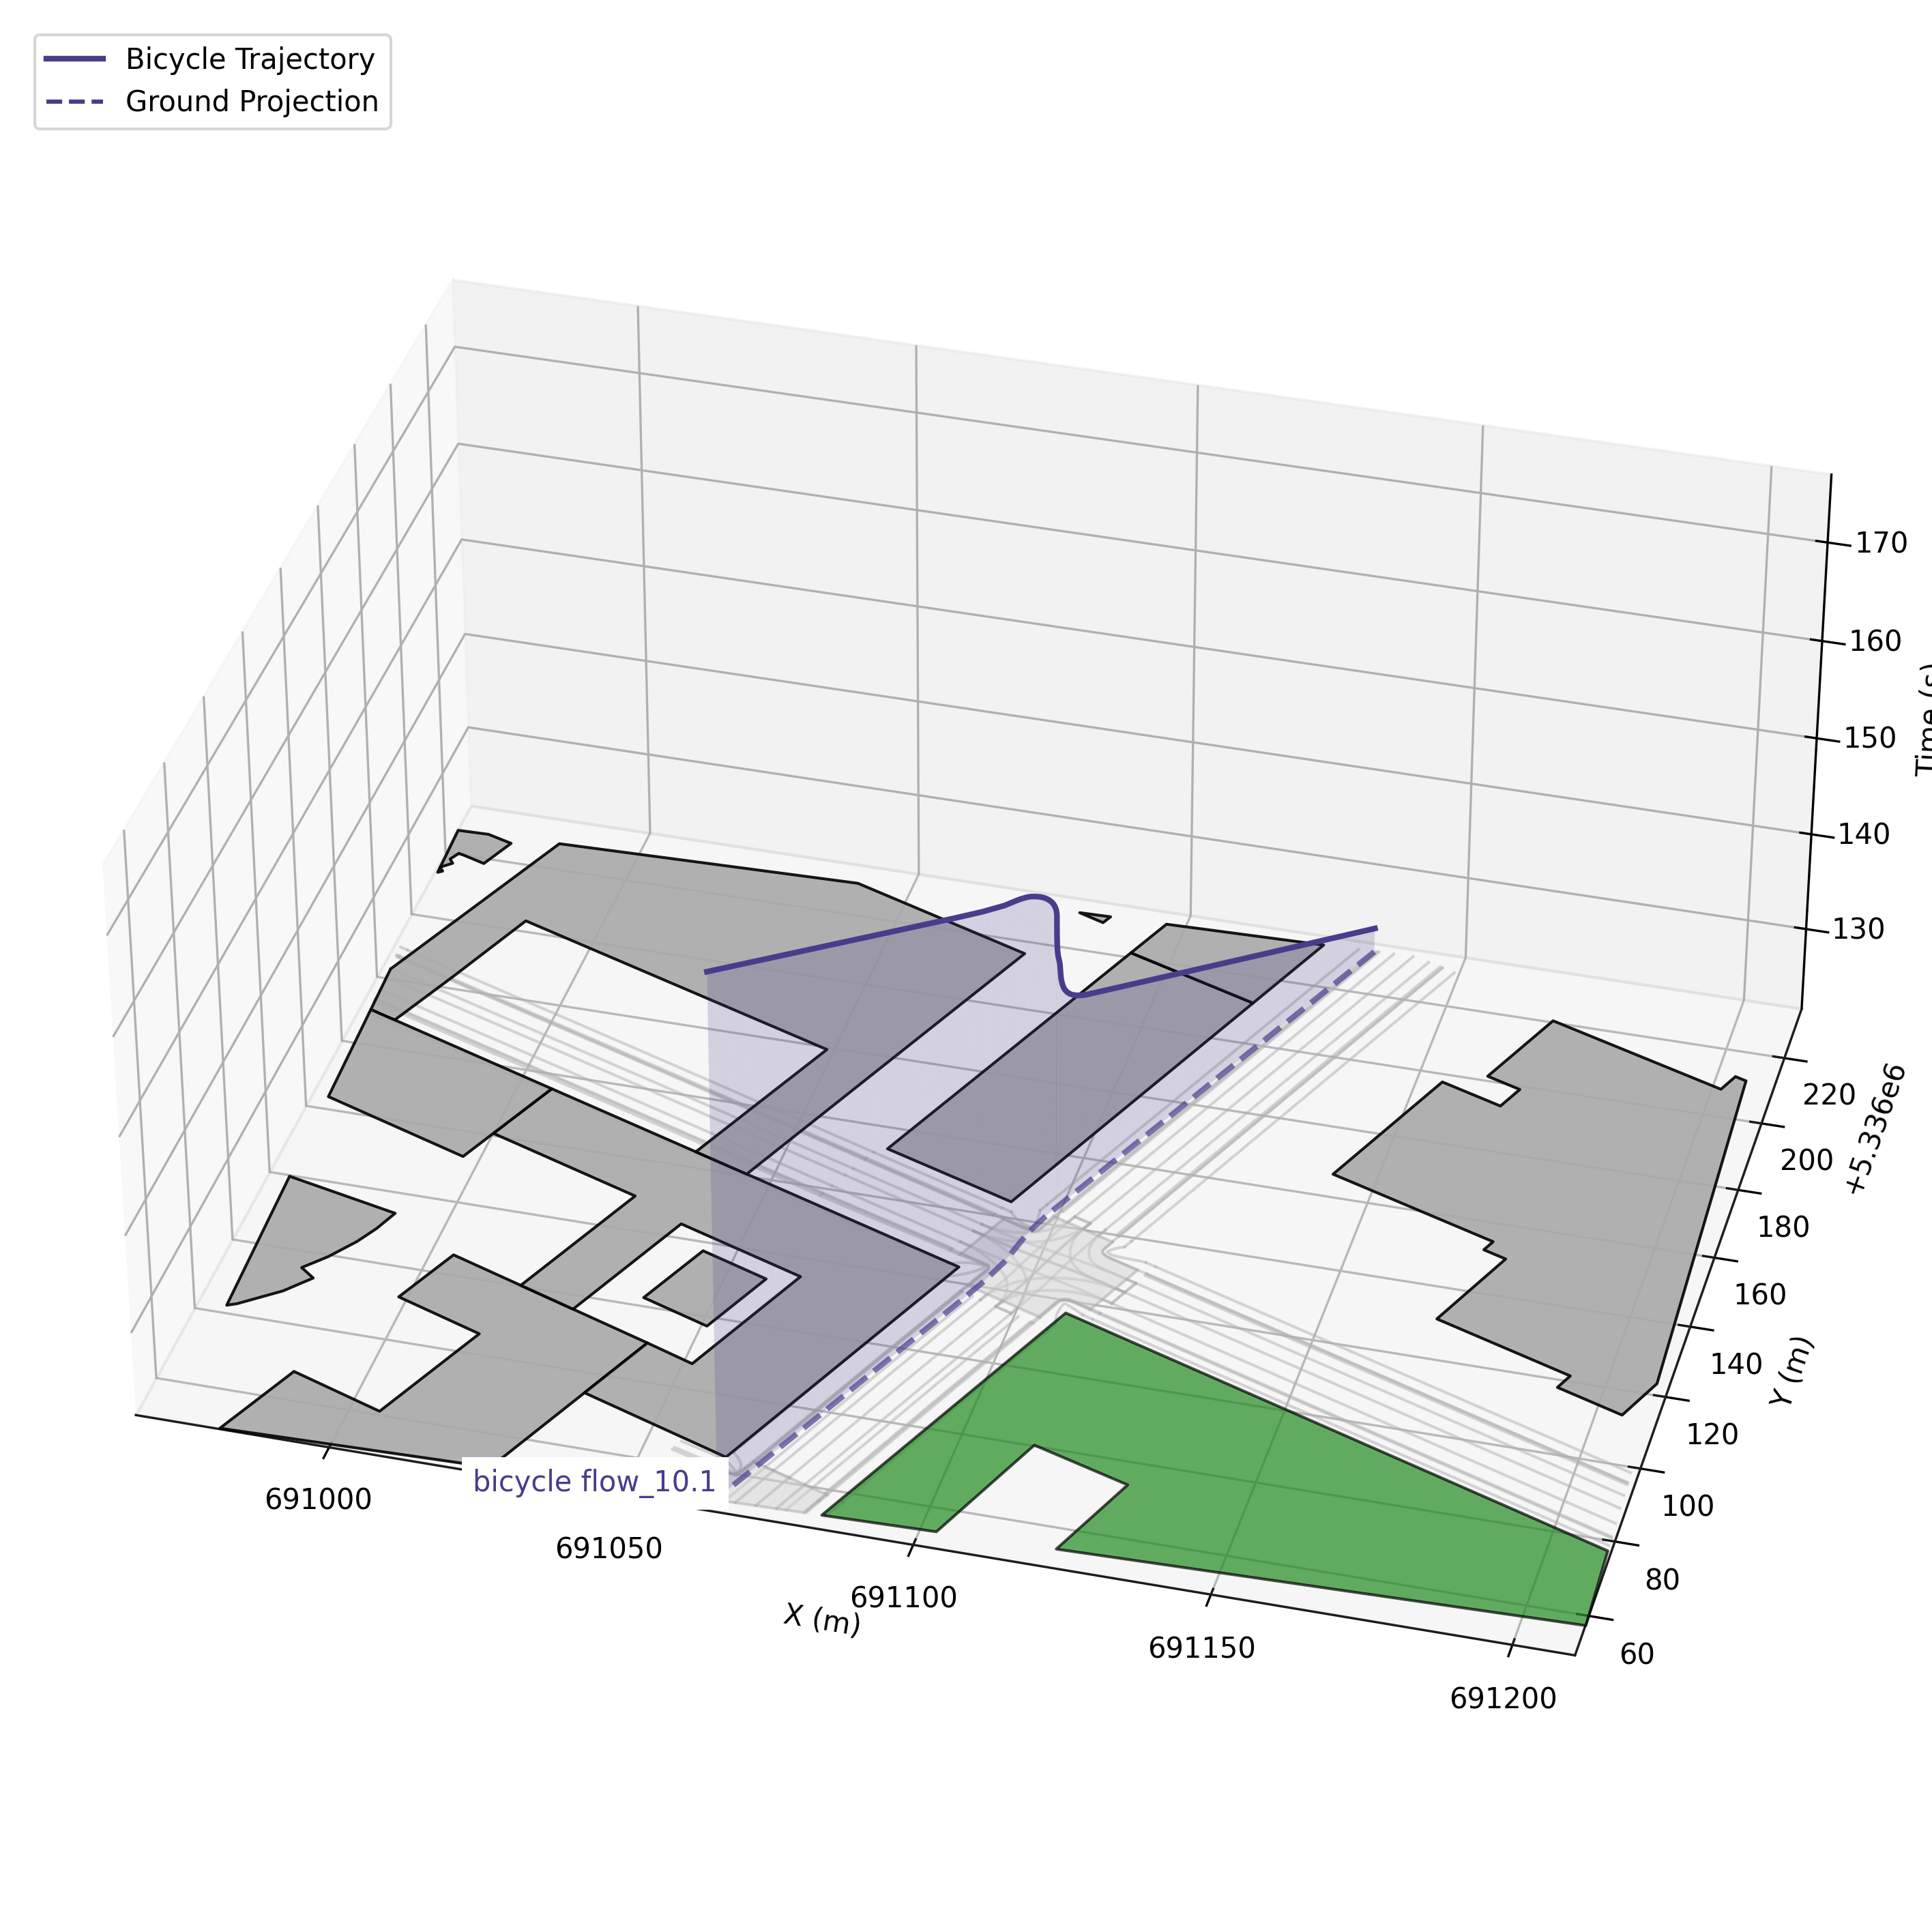 Bicycle Trajectory
Ground Projection
170
160
150
140
130
Time (s)
220
200
180
160
140
120
100
80
60
+5.336e6
Y (m)
bicycle flow_10.1
691000
691050
691100
691150
691200
X (m)